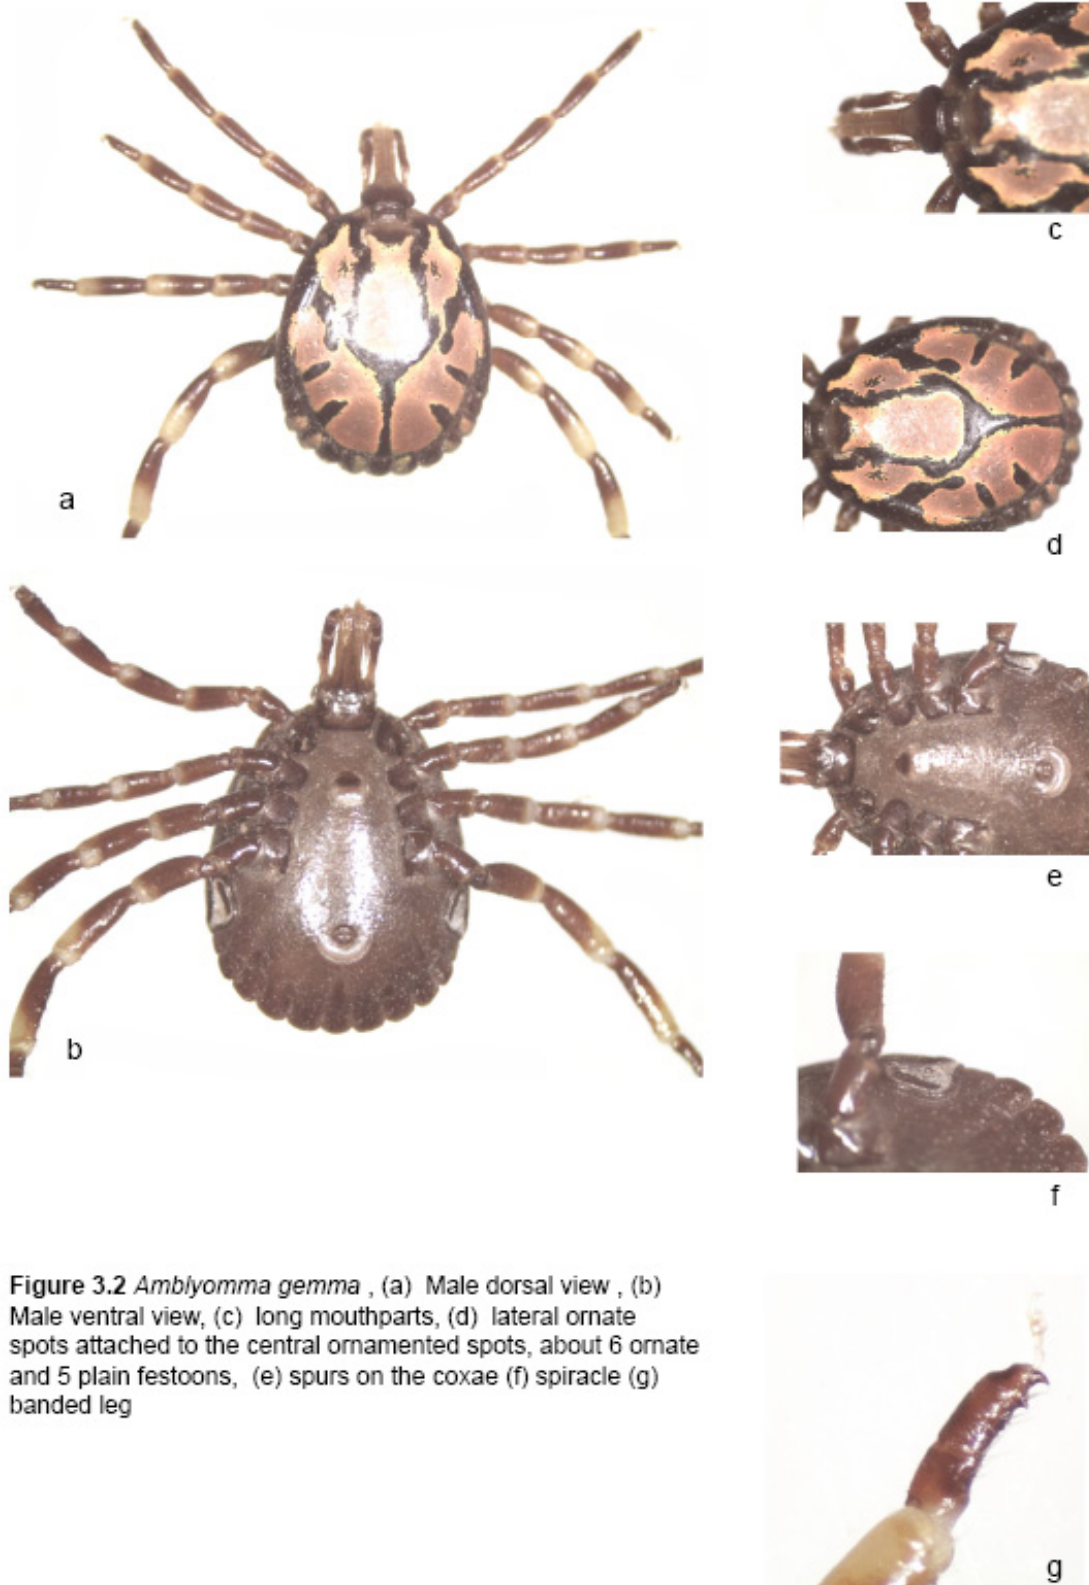 a
b
c
d
e
f
g
Figure 3.2 Amblyomma gemma , (a) Male dorsal view , (b)
Male ventral view, (c) long mouthparts, (d) lateral ornate
spots attached to the central ornamented spots, about 6 ornate
and 5 plain festoons, (e) spurs on the coxae (f) spiracle (g)
banded leg